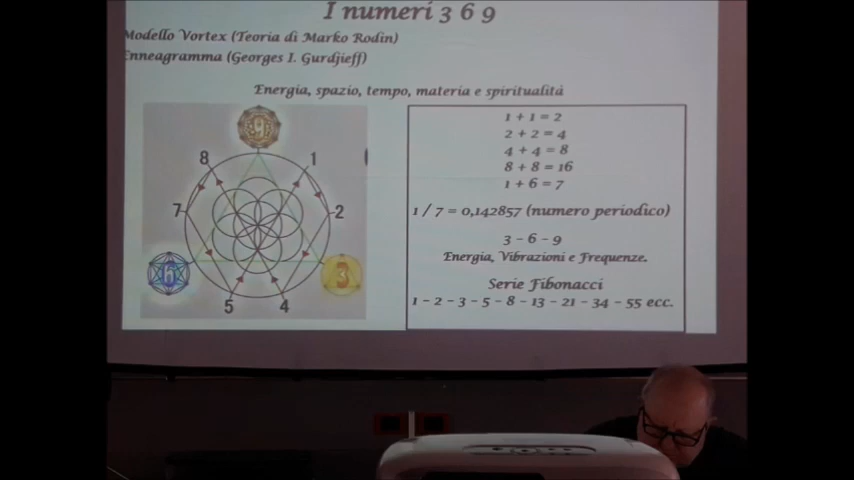 I numeri 3 6 9
Modello Vortex (Teoria di Marko Rodin)
Enneagramma (Georges I. Gurdjieff)
Energia, spazio, tempo, materia e spiritualità
9
8
1
7
2
6
3
5
4
1 + 1 = 2
2 + 2 = 4
4 + 4 = 8
8 + 8 = 16
1 + 6 = 7
1 / 7 = 0,142857 (numero periodico)
3 - 6 - 9
Energia, Vibrazioni e Frequenze.
Serie Fibonacci
1 - 2 - 3 - 5 - 8 - 13 - 21 - 34 - 55 ecc.